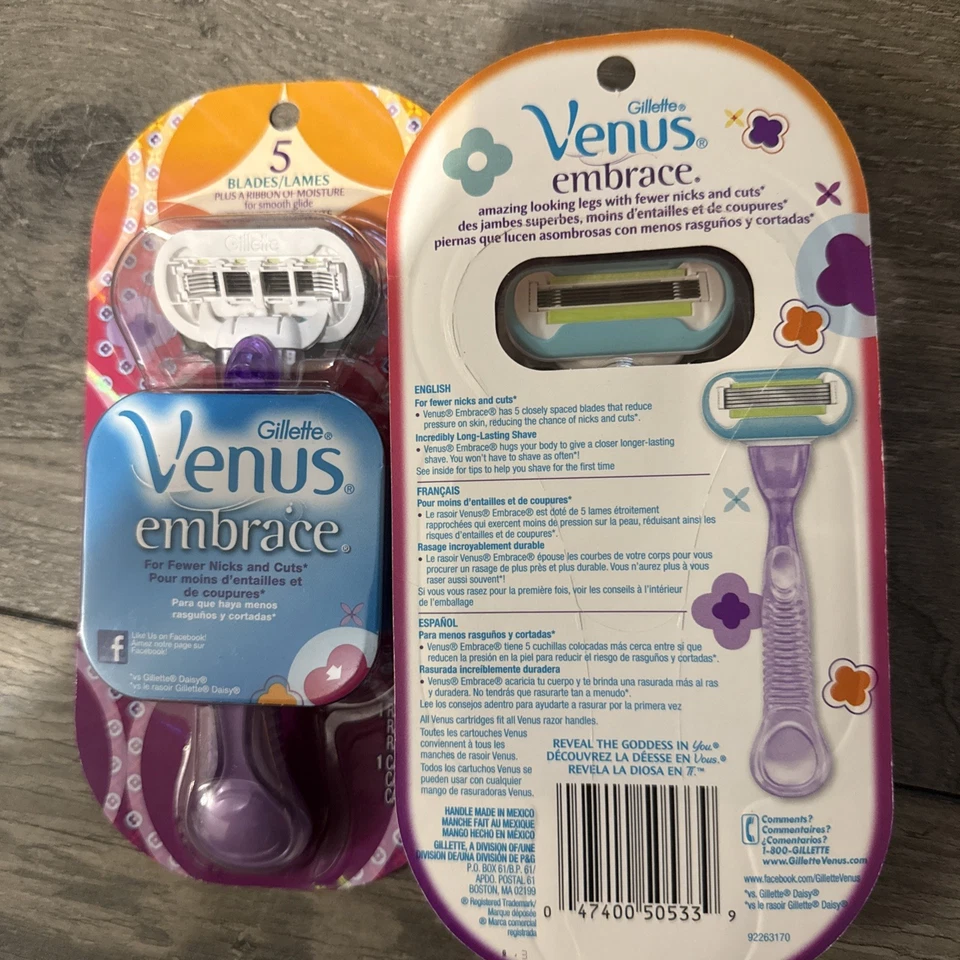 5
BLADES/LAMES
PLUS A RIBBON OF MOISTURE
for smooth glide
Gillette
Gillette®
Venus®
embrace®
For Fewer Nicks and Cuts*
Pour moins d'entailles et
de coupures*
Para que haya menos
rasguños y cortadas*
f
Like Us on Facebook!
Aimez notre page sur
Facebook!
*vs Gillette® Daisy®
*vs le rasoir Gillette® Daisy®
Gillette®
Venus®
embrace®
amazing looking legs with fewer nicks and cuts*
des jambes superbes, moins d'entailles et de coupures*
piernas que lucen asombrosas con menos rasguños y cortadas*
ENGLISH
For fewer nicks and cuts*
• Venus® Embrace® has 5 closely spaced blades that reduce
pressure on skin, reducing the chance of nicks and cuts*.
Incredibly Long-Lasting Shave
• Venus® Embrace® hugs your body to give a closer longer-lasting
shave. You won't have to shave as often*!
See inside for tips to help you shave for the first time
FRANÇAIS
Pour moins d'entailles et de coupures*
• Le rasoir Venus® Embrace® est doté de 5 lames étroitement
rapprochées qui exercent moins de pression sur la peau, réduisant ainsi les
risques d'entailles et de coupures*.
Rasage incroyablement durable
• Le rasoir Venus® Embrace® épouse les courbes de votre corps pour vous
procurer un rasage de plus près et plus durable. Vous n'aurez plus à vous
raser aussi souvent*!
Si vous vous rasez pour la première fois, voir les conseils à l'intérieur
de l'emballage
ESPAÑOL
Para menos rasguños y cortadas*
• Venus® Embrace® tiene 5 cuchillas colocadas más cerca entre sí que
reducen la presión en la piel para reducir el riesgo de rasguños y cortadas*.
Rasurada increíblemente duradera
• Venus® Embrace® acaricia tu cuerpo y te brinda una rasurada más al ras
y duradera. No tendrás que rasurarte tan a menudo*.
Lee los consejos adentro para ayudarte a rasurar por la primera vez
All Venus cartridges fit all Venus razor handles.
Toutes les cartouches Venus
conviennent à tous les
manches de rasoir Venus.
Todos los cartuchos Venus se
pueden usar con cualquier
mango de rasuradoras Venus.
REVEAL THE GODDESS IN You.®
DÉCOUVREZ LA DÉESSE EN Vous.®
REVELA LA DIOSA EN TI.™
HANDLE MADE IN MEXICO
MANCHE FAIT AU MEXIQUE
MANGO HECHO EN MÉXICO
GILLETTE, A DIVISION OF/UNE
DIVISION DE/UNA DIVISIÓN DE P&G
P.O. BOX 61/B.P. 61/
APDO. POSTAL 61
BOSTON, MA 02199
® Registered Trademark/
Marque déposée
® Marca comercial
registrada
0 47400 50533 9
Comments?
Commentaires?
¿Comentarios?
1-800-GILLETTE
www.GilletteVenus.com
www.facebook.com/GilletteVenus
*vs. Gillette® Daisy®
*vs le rasoir Gillette® Daisy®
92263170